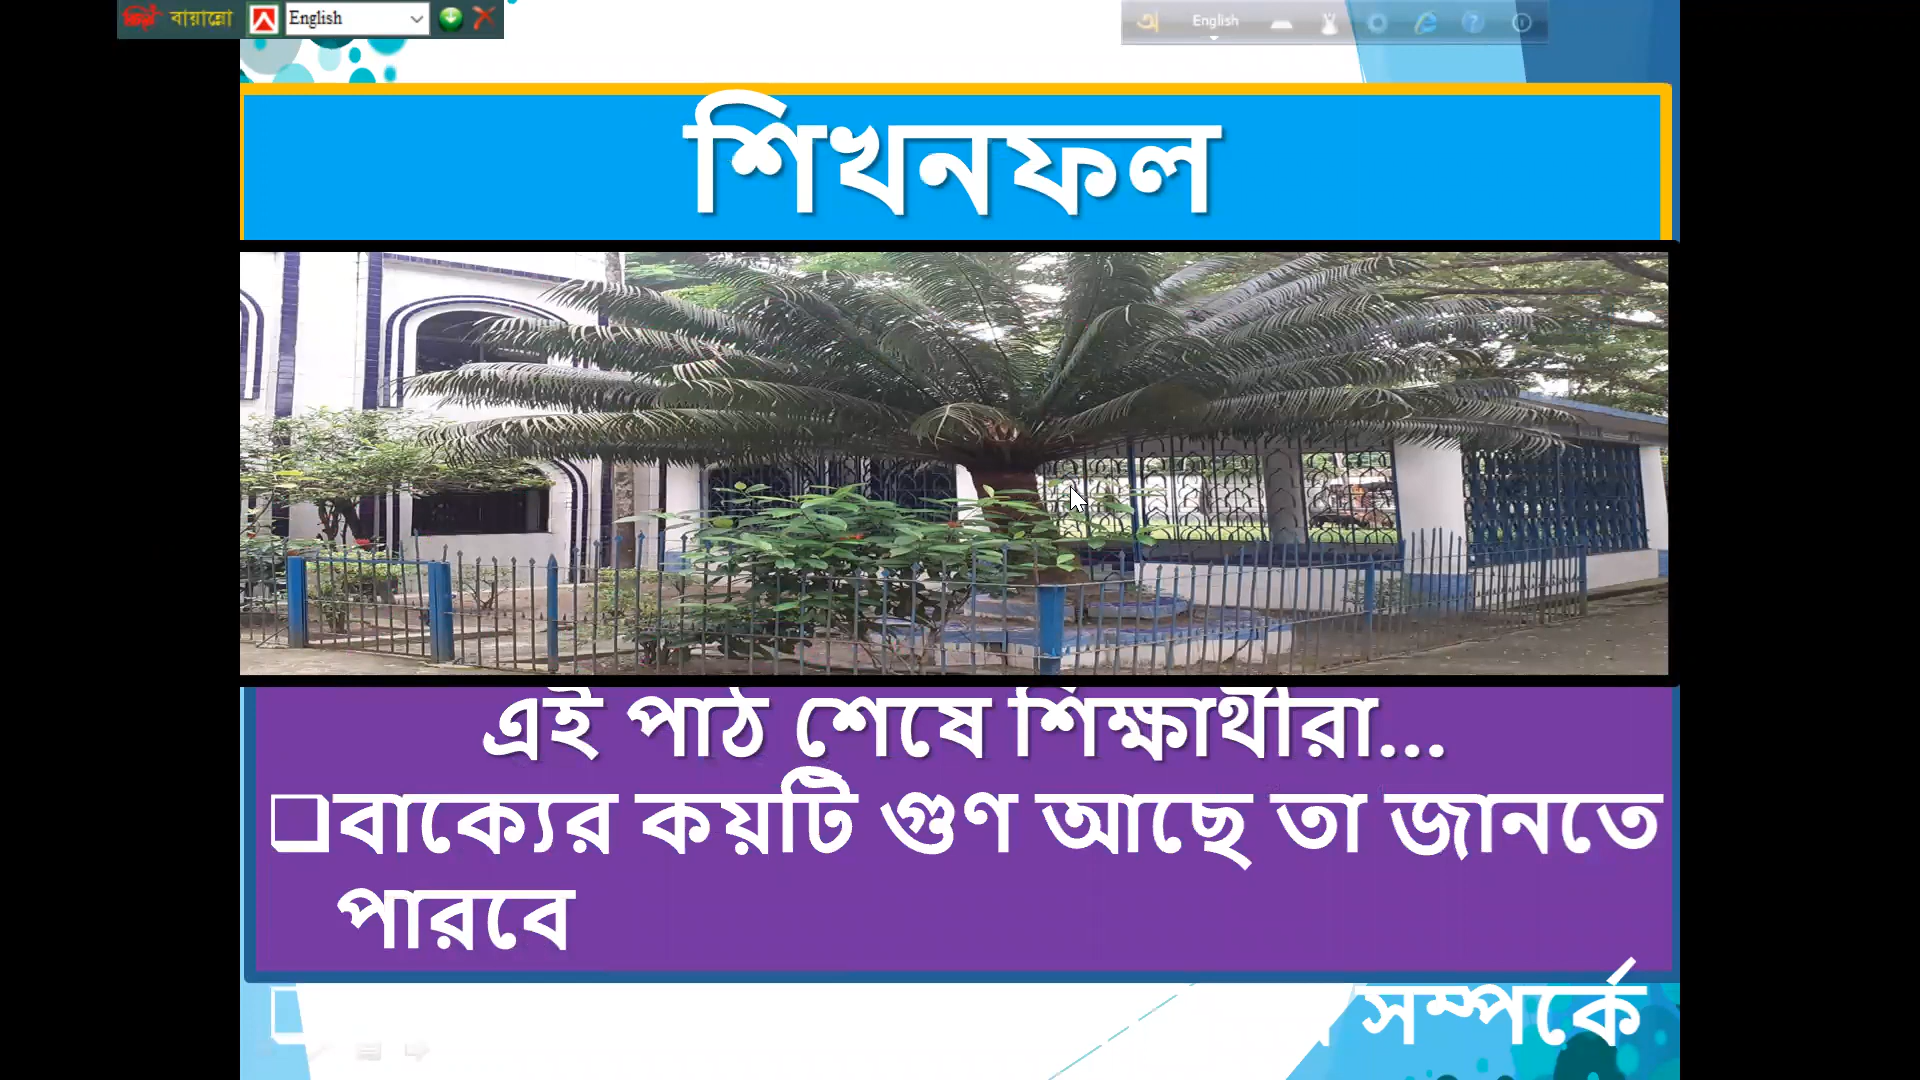 বায়ান্নো English
English
শিখনফল
এই পাঠ শেষে শিক্ষার্থীরা...
❑বাক্যের কয়টি গুণ আছে তা জানতে
পারবে
সম্পর্কে